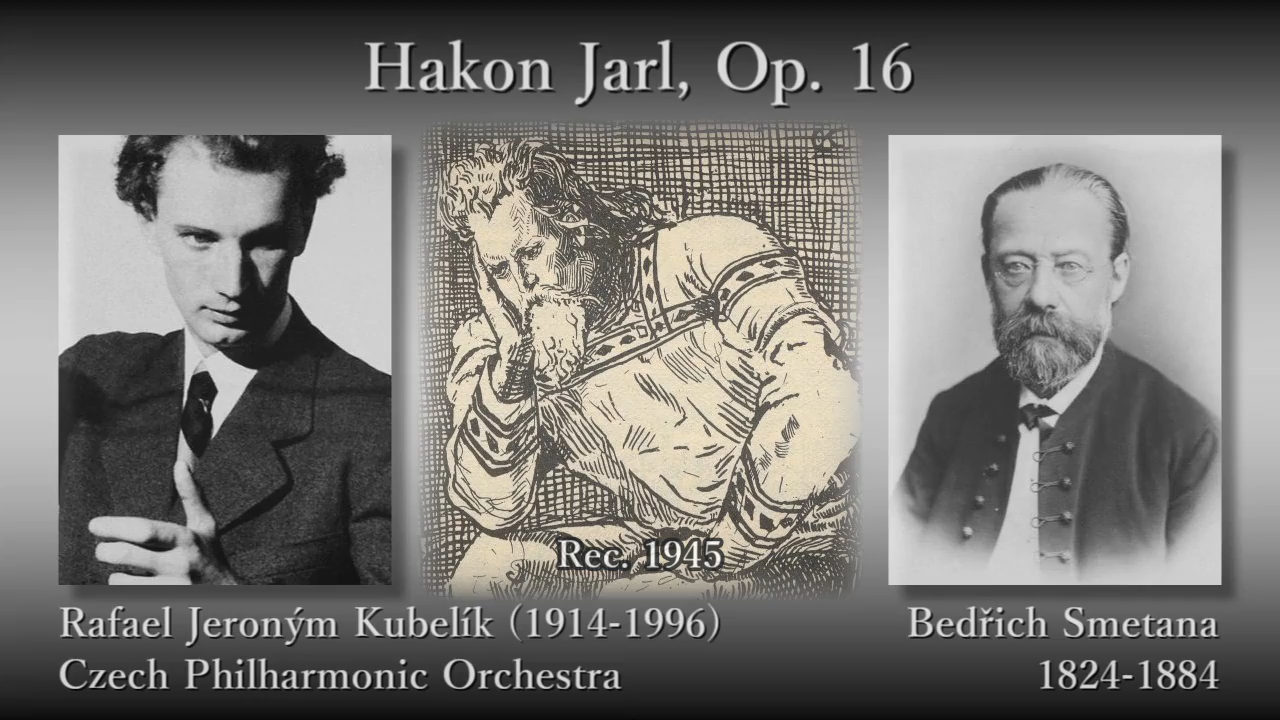 Hakon Jarl, Op. 16
Rec. 1945
Rafael Jeroným Kubelík (1914-1996)
Czech Philharmonic Orchestra
Bedřich Smetana
1824-1884